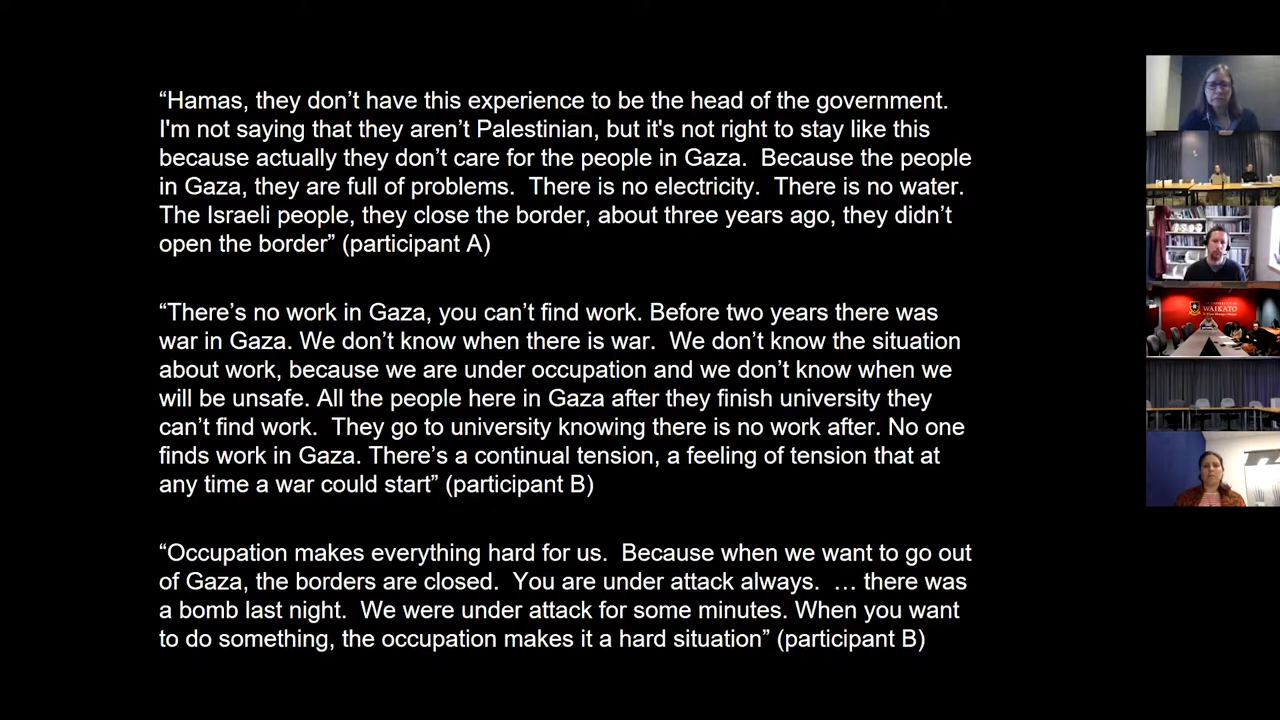 “Hamas, they don’t have this experience to be the head of the government.
I'm not saying that they aren’t Palestinian, but it's not right to stay like this
because actually they don’t care for the people in Gaza.  Because the people
in Gaza, they are full of problems.  There is no electricity.  There is no water.
The Israeli people, they close the border, about three years ago, they didn’t
open the border” (participant A)
“There’s no work in Gaza, you can’t find work. Before two years there was
war in Gaza. We don’t know when there is war.  We don’t know the situation
about work, because we are under occupation and we don’t know when we
will be unsafe. All the people here in Gaza after they finish university they
can’t find work.  They go to university knowing there is no work after. No one
finds work in Gaza. There’s a continual tension, a feeling of tension that at
any time a war could start” (participant B)
“Occupation makes everything hard for us.  Because when we want to go out
of Gaza, the borders are closed.  You are under attack always.  … there was
a bomb last night.  We were under attack for some minutes. When you want
to do something, the occupation makes it a hard situation” (participant B)
WAIKATO